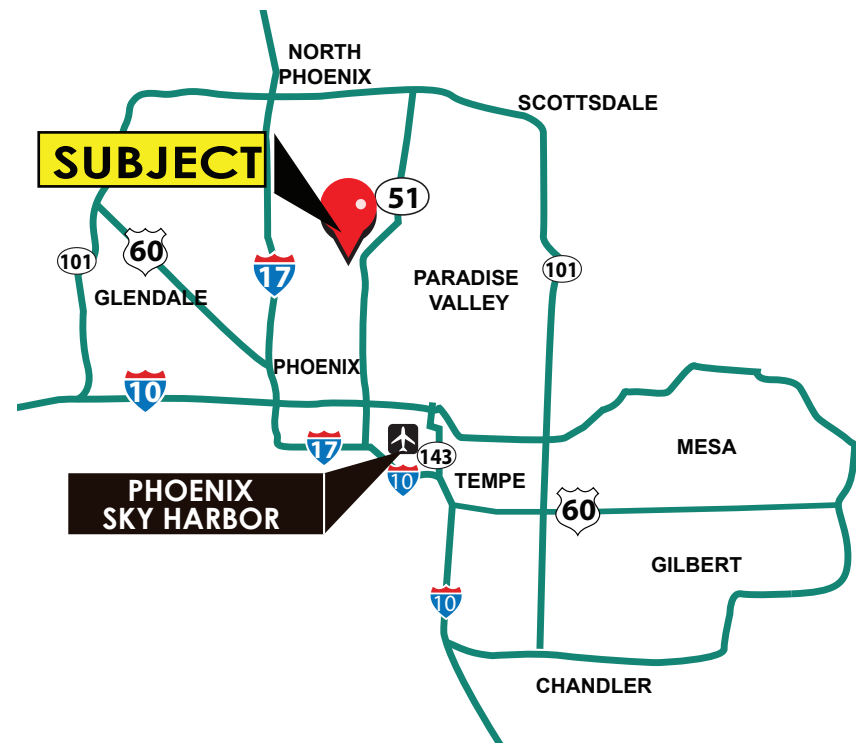 NORTH
PHOENIX
SCOTTSDALE
SUBJECT
51
60
101
17
GLENDALE
PARADISE
VALLEY
101
PHOENIX
10
MESA
17
143
10
TEMPE
PHOENIX
SKY HARBOR
60
GILBERT
10
CHANDLER